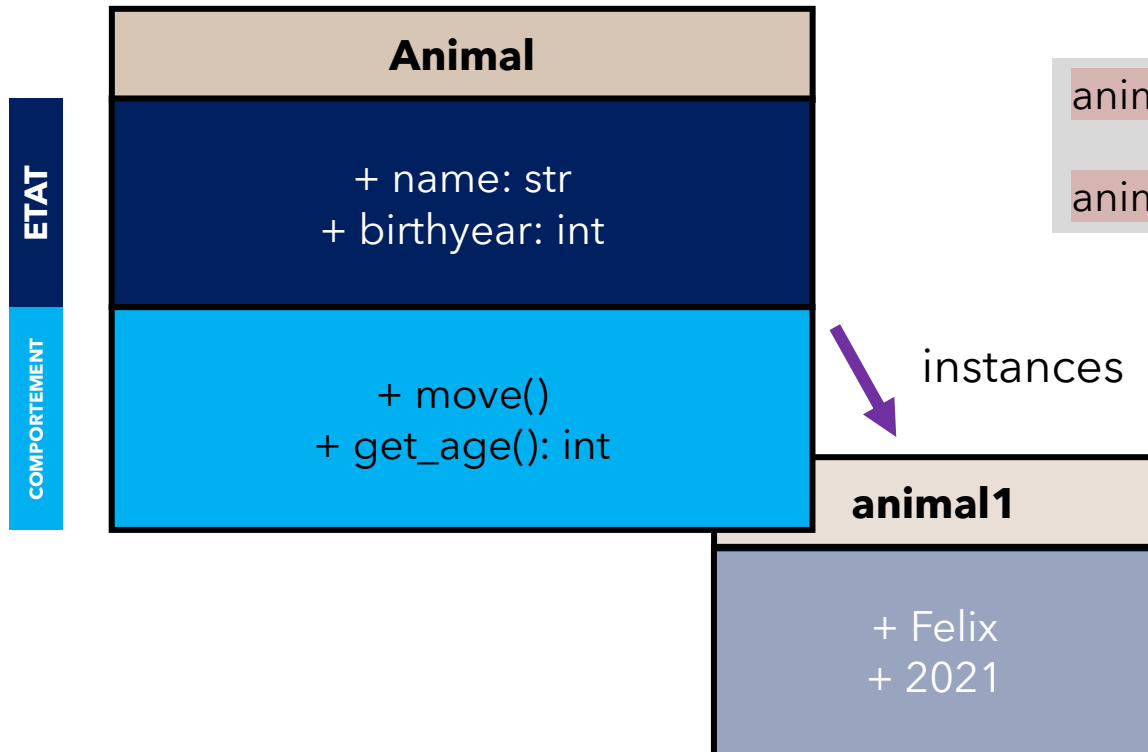 Animal
ETAT
+ name: str
+ birthyear: int
COMPORTEMENT
+ move()
+ get_age(): int
instances
animal1
+ Felix
+ 2021